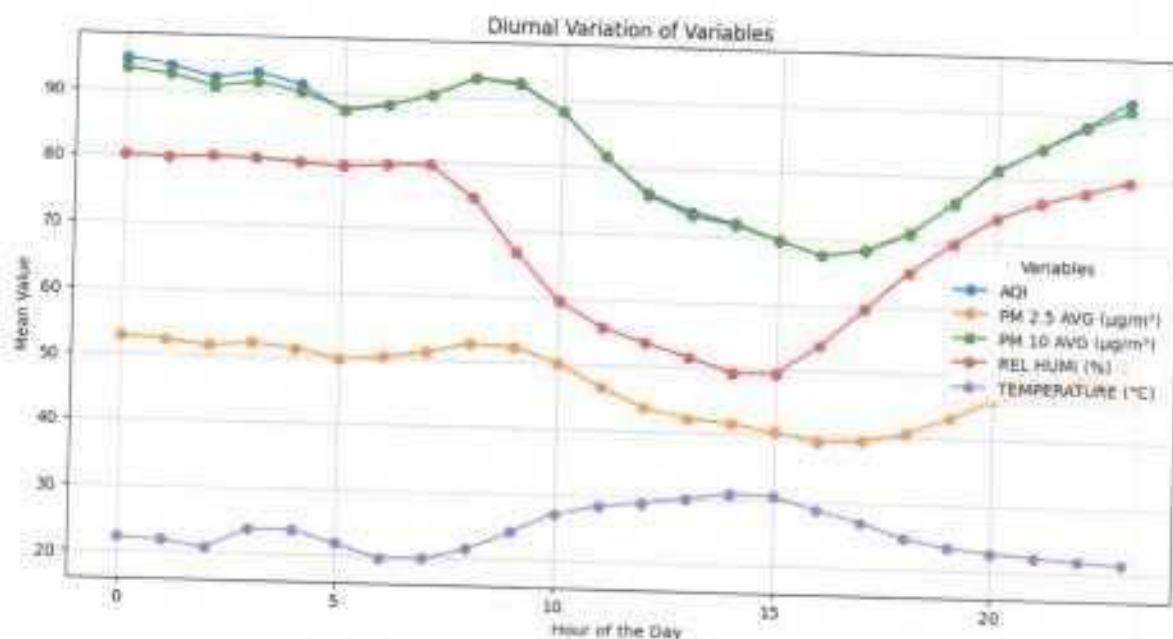 Diurnal Variation of Variables
90
80
70
60
50
40
30
20
Mean Value
Variables
AQI
PM 2.5 AVG (µg/m³)
PM 10 AVG (µg/m³)
REL HUMI (%)
TEMPERATURE (°C)
0
5
10
15
20
Hour of the Day